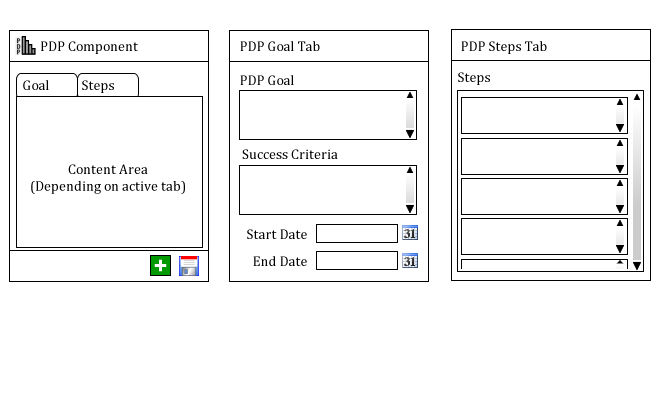 PDP
PDP Component
Goal
Steps
Content Area
(Depending on active tab)
PDP Goal Tab
PDP Goal
Success Criteria
Start Date
31
End Date
31
PDP Steps Tab
Steps